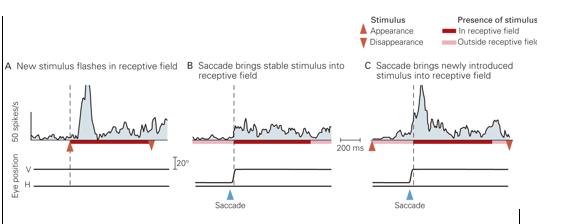 Stimulus
Appearance
Disappearance
Presence of stimulus
In receptive field
Outside receptive field
A New stimulus flashes in receptive field
B Saccade brings stable stimulus into
receptive field
C Saccade brings newly introduced
stimulus into receptive field
50 spikes/s
200 ms
Eye position
V
H
20°
Saccade
Saccade